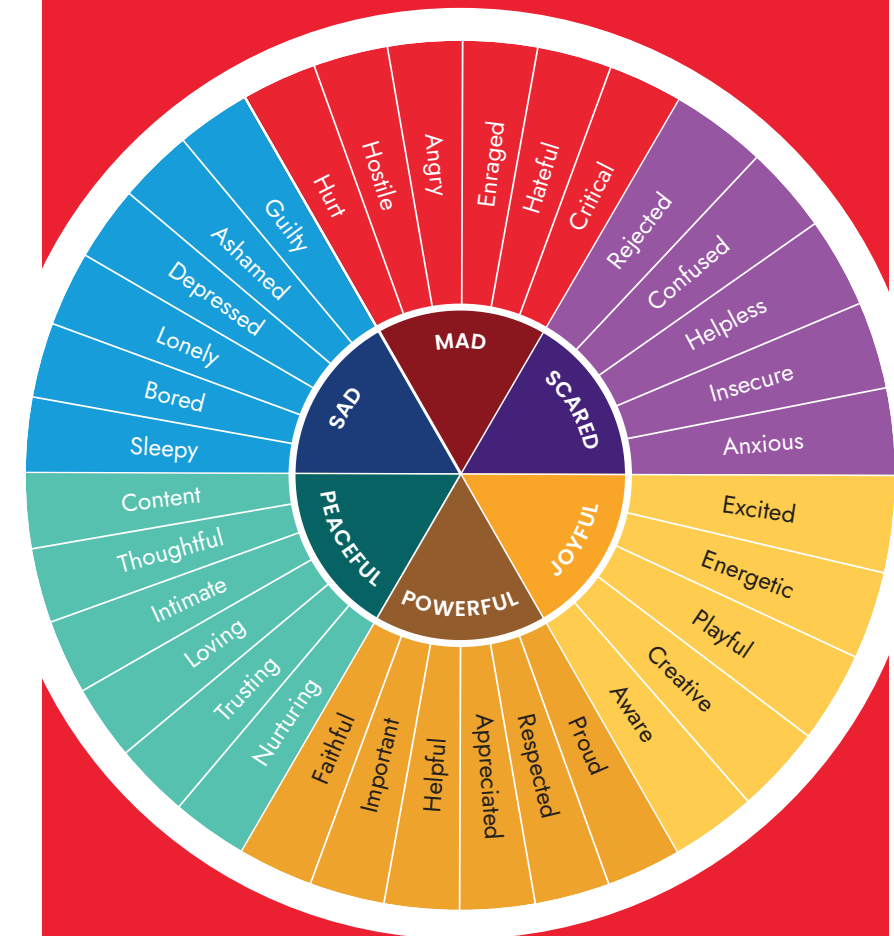 MAD
SCARED
JOYFUL
POWERFUL
PEACEFUL
SAD
Hurt
Hostile
Angry
Enraged
Hateful
Critical
Rejected
Confused
Helpless
Insecure
Anxious
Excited
Energetic
Playful
Creative
Aware
Proud
Respected
Appreciated
Helpful
Important
Faithful
Nurturing
Trusting
Loving
Intimate
Thoughtful
Content
Sleepy
Bored
Lonely
Depressed
Ashamed
Guilty